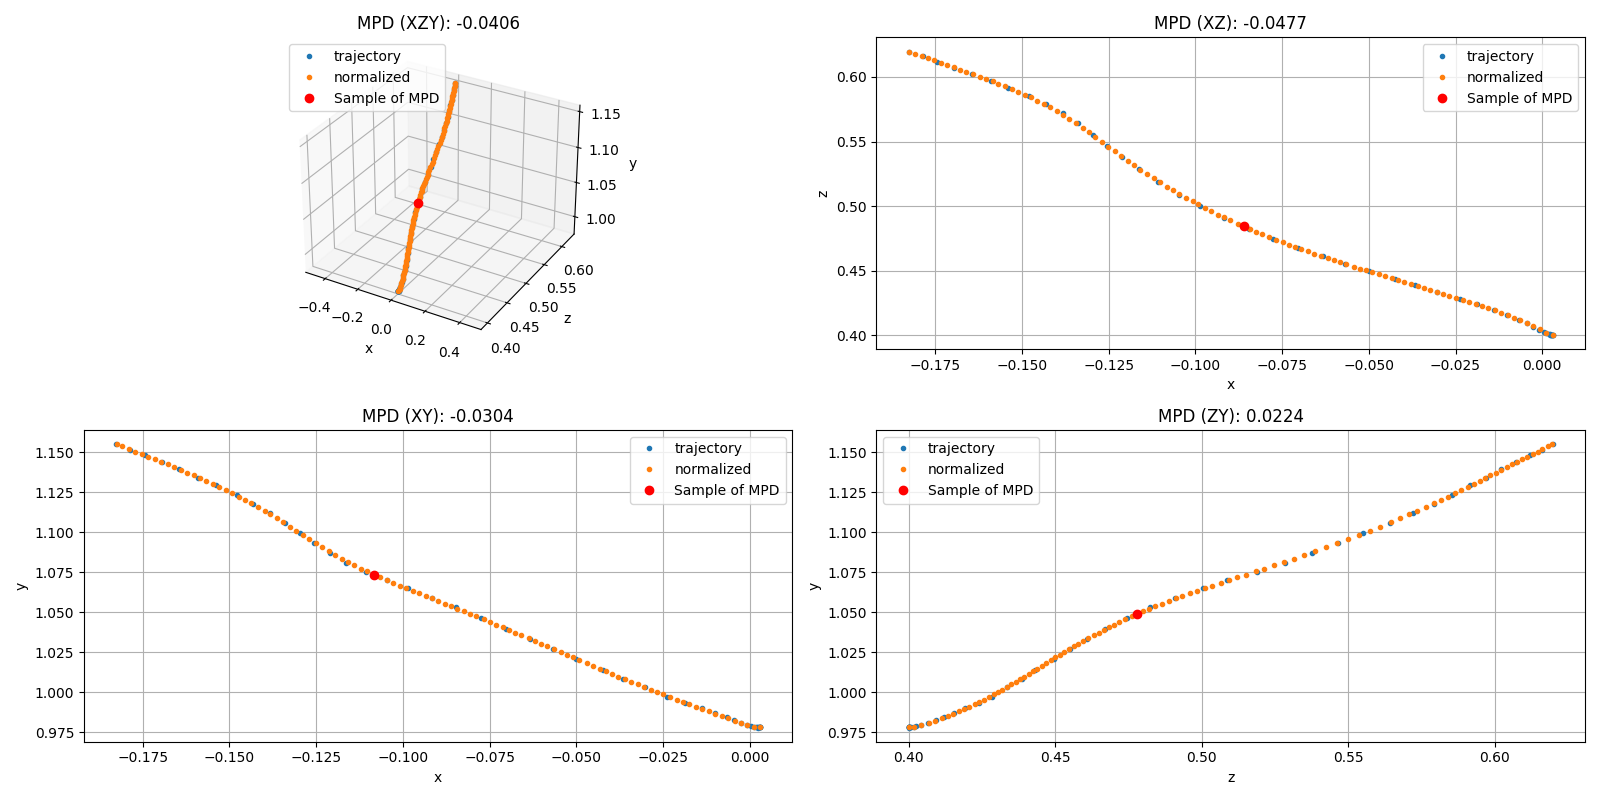 MPD (XZY): -0.0406
trajectory
normalized
Sample of MPD
1.15
1.10
1.05
1.00
y
0.60
0.55
0.50
0.45
0.40
z
−0.4
−0.2
0.0
0.2
0.4
x
MPD (XZ): -0.0477
trajectory
normalized
Sample of MPD
0.60
0.55
0.50
0.45
0.40
z
−0.175 −0.150 −0.125 −0.100 −0.075 −0.050 −0.025 0.000
x
MPD (XY): -0.0304
trajectory
normalized
Sample of MPD
1.150
1.125
1.100
1.075
1.050
1.025
1.000
0.975
y
−0.175 −0.150 −0.125 −0.100 −0.075 −0.050 −0.025 0.000
x
MPD (ZY): 0.0224
trajectory
normalized
Sample of MPD
1.150
1.125
1.100
1.075
1.050
1.025
1.000
0.975
y
0.40 0.45 0.50 0.55 0.60
z